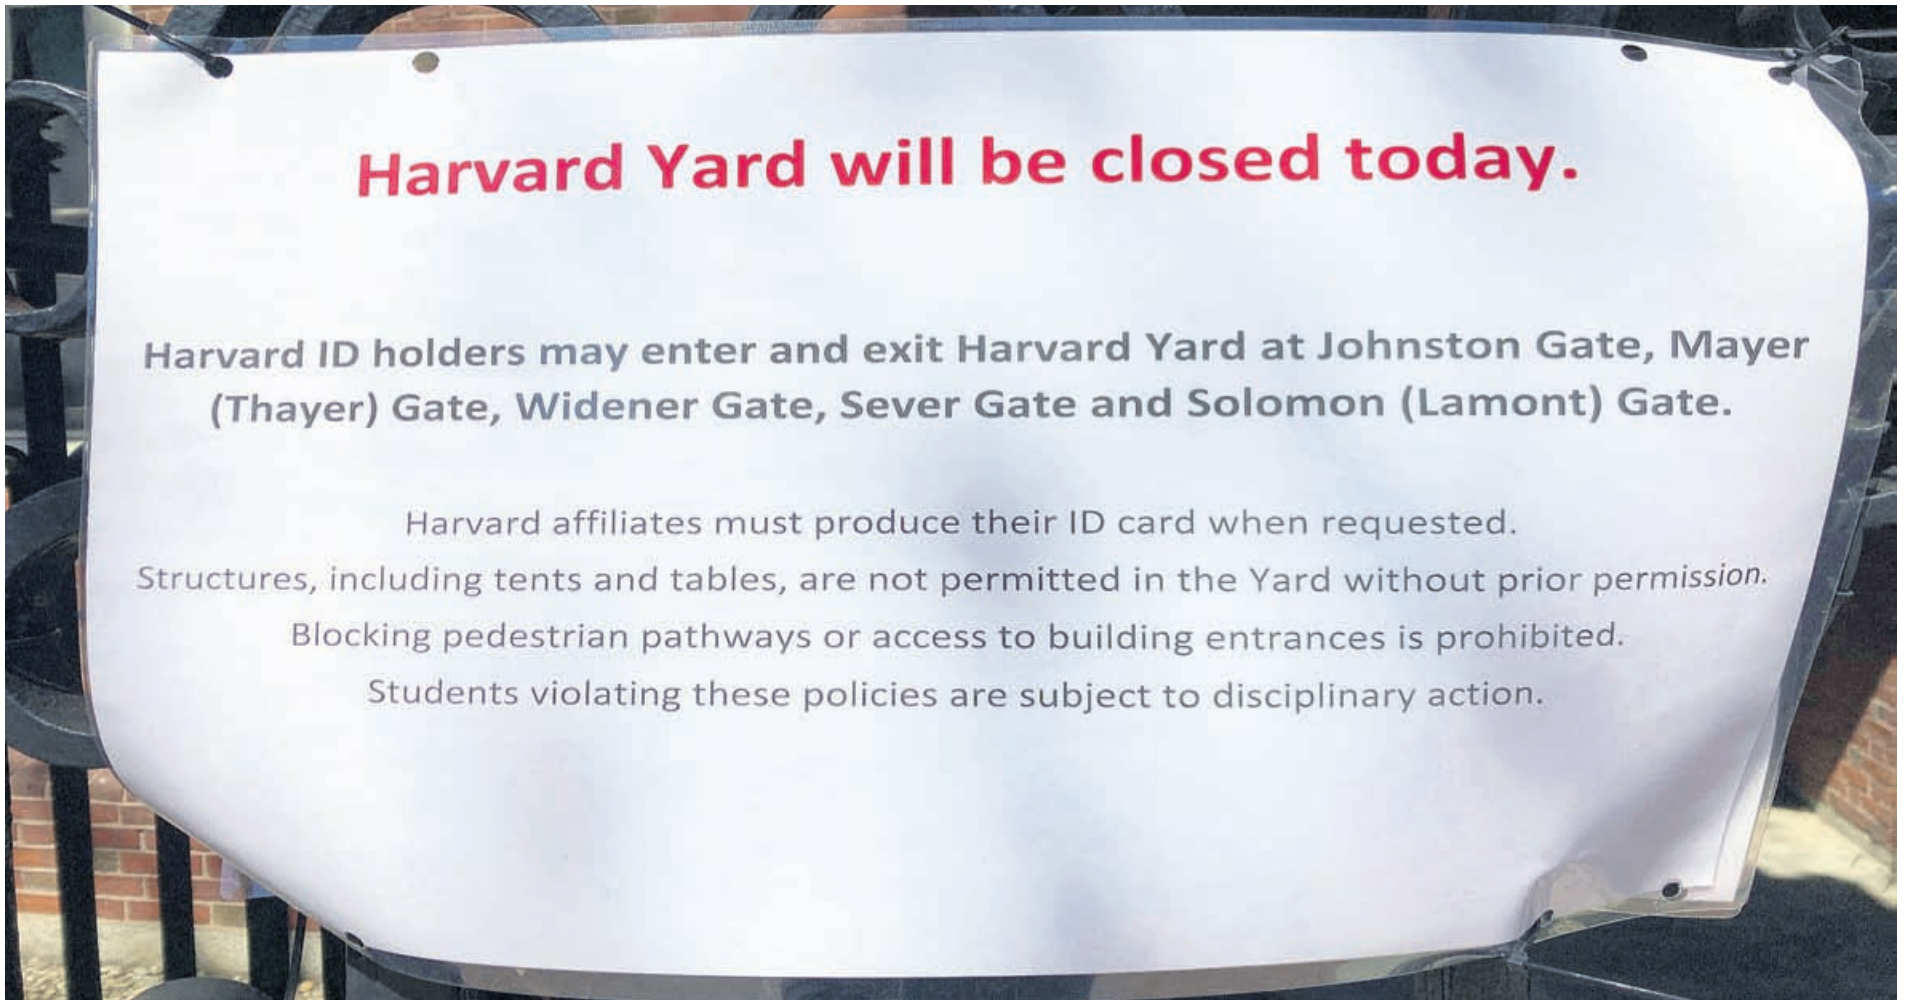 Harvard Yard will be closed today.
Harvard ID holders may enter and exit Harvard Yard at Johnston Gate, Mayer
(Thayer) Gate, Widener Gate, Sever Gate and Solomon (Lamont) Gate.
Harvard affiliates must produce their ID card when requested.
Structures, including tents and tables, are not permitted in the Yard without prior permission.
Blocking pedestrian pathways or access to building entrances is prohibited.
Students violating these policies are subject to disciplinary action.